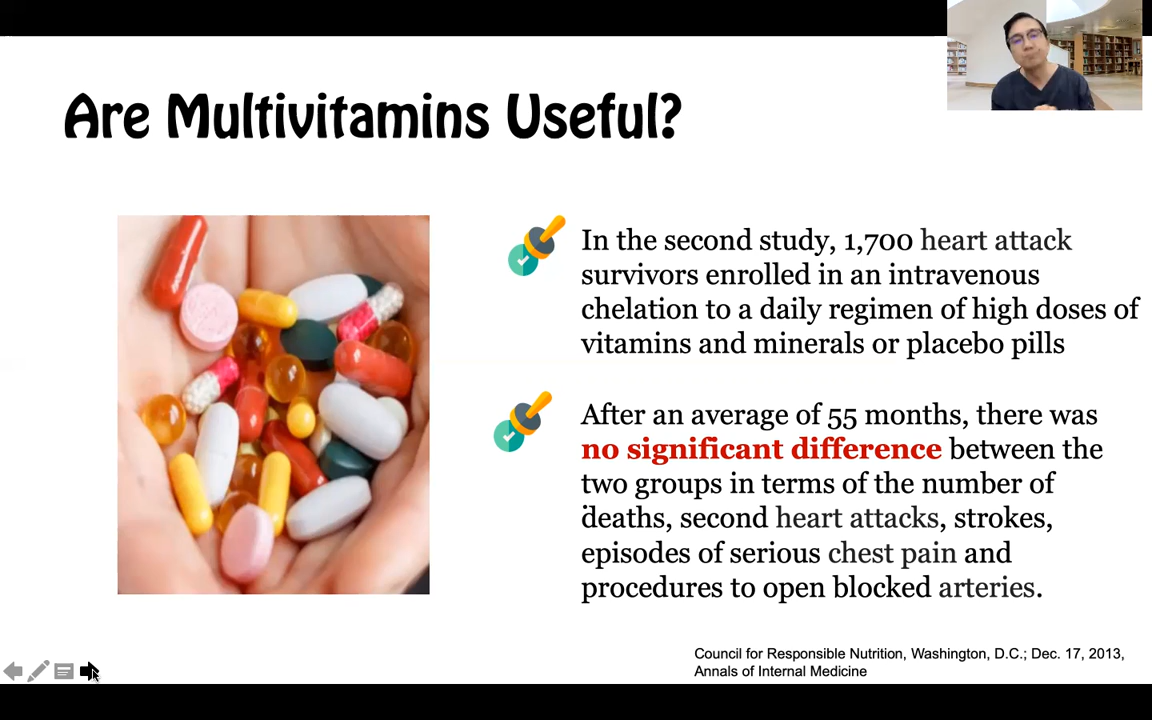 Are Multivitamins Useful?
In the second study, 1,700 heart attack
survivors enrolled in an intravenous
chelation to a daily regimen of high doses of
vitamins and minerals or placebo pills
After an average of 55 months, there was
no significant difference between the
two groups in terms of the number of
deaths, second heart attacks, strokes,
episodes of serious chest pain and
procedures to open blocked arteries.
Council for Responsible Nutrition, Washington, D.C.; Dec. 17, 2013,
Annals of Internal Medicine